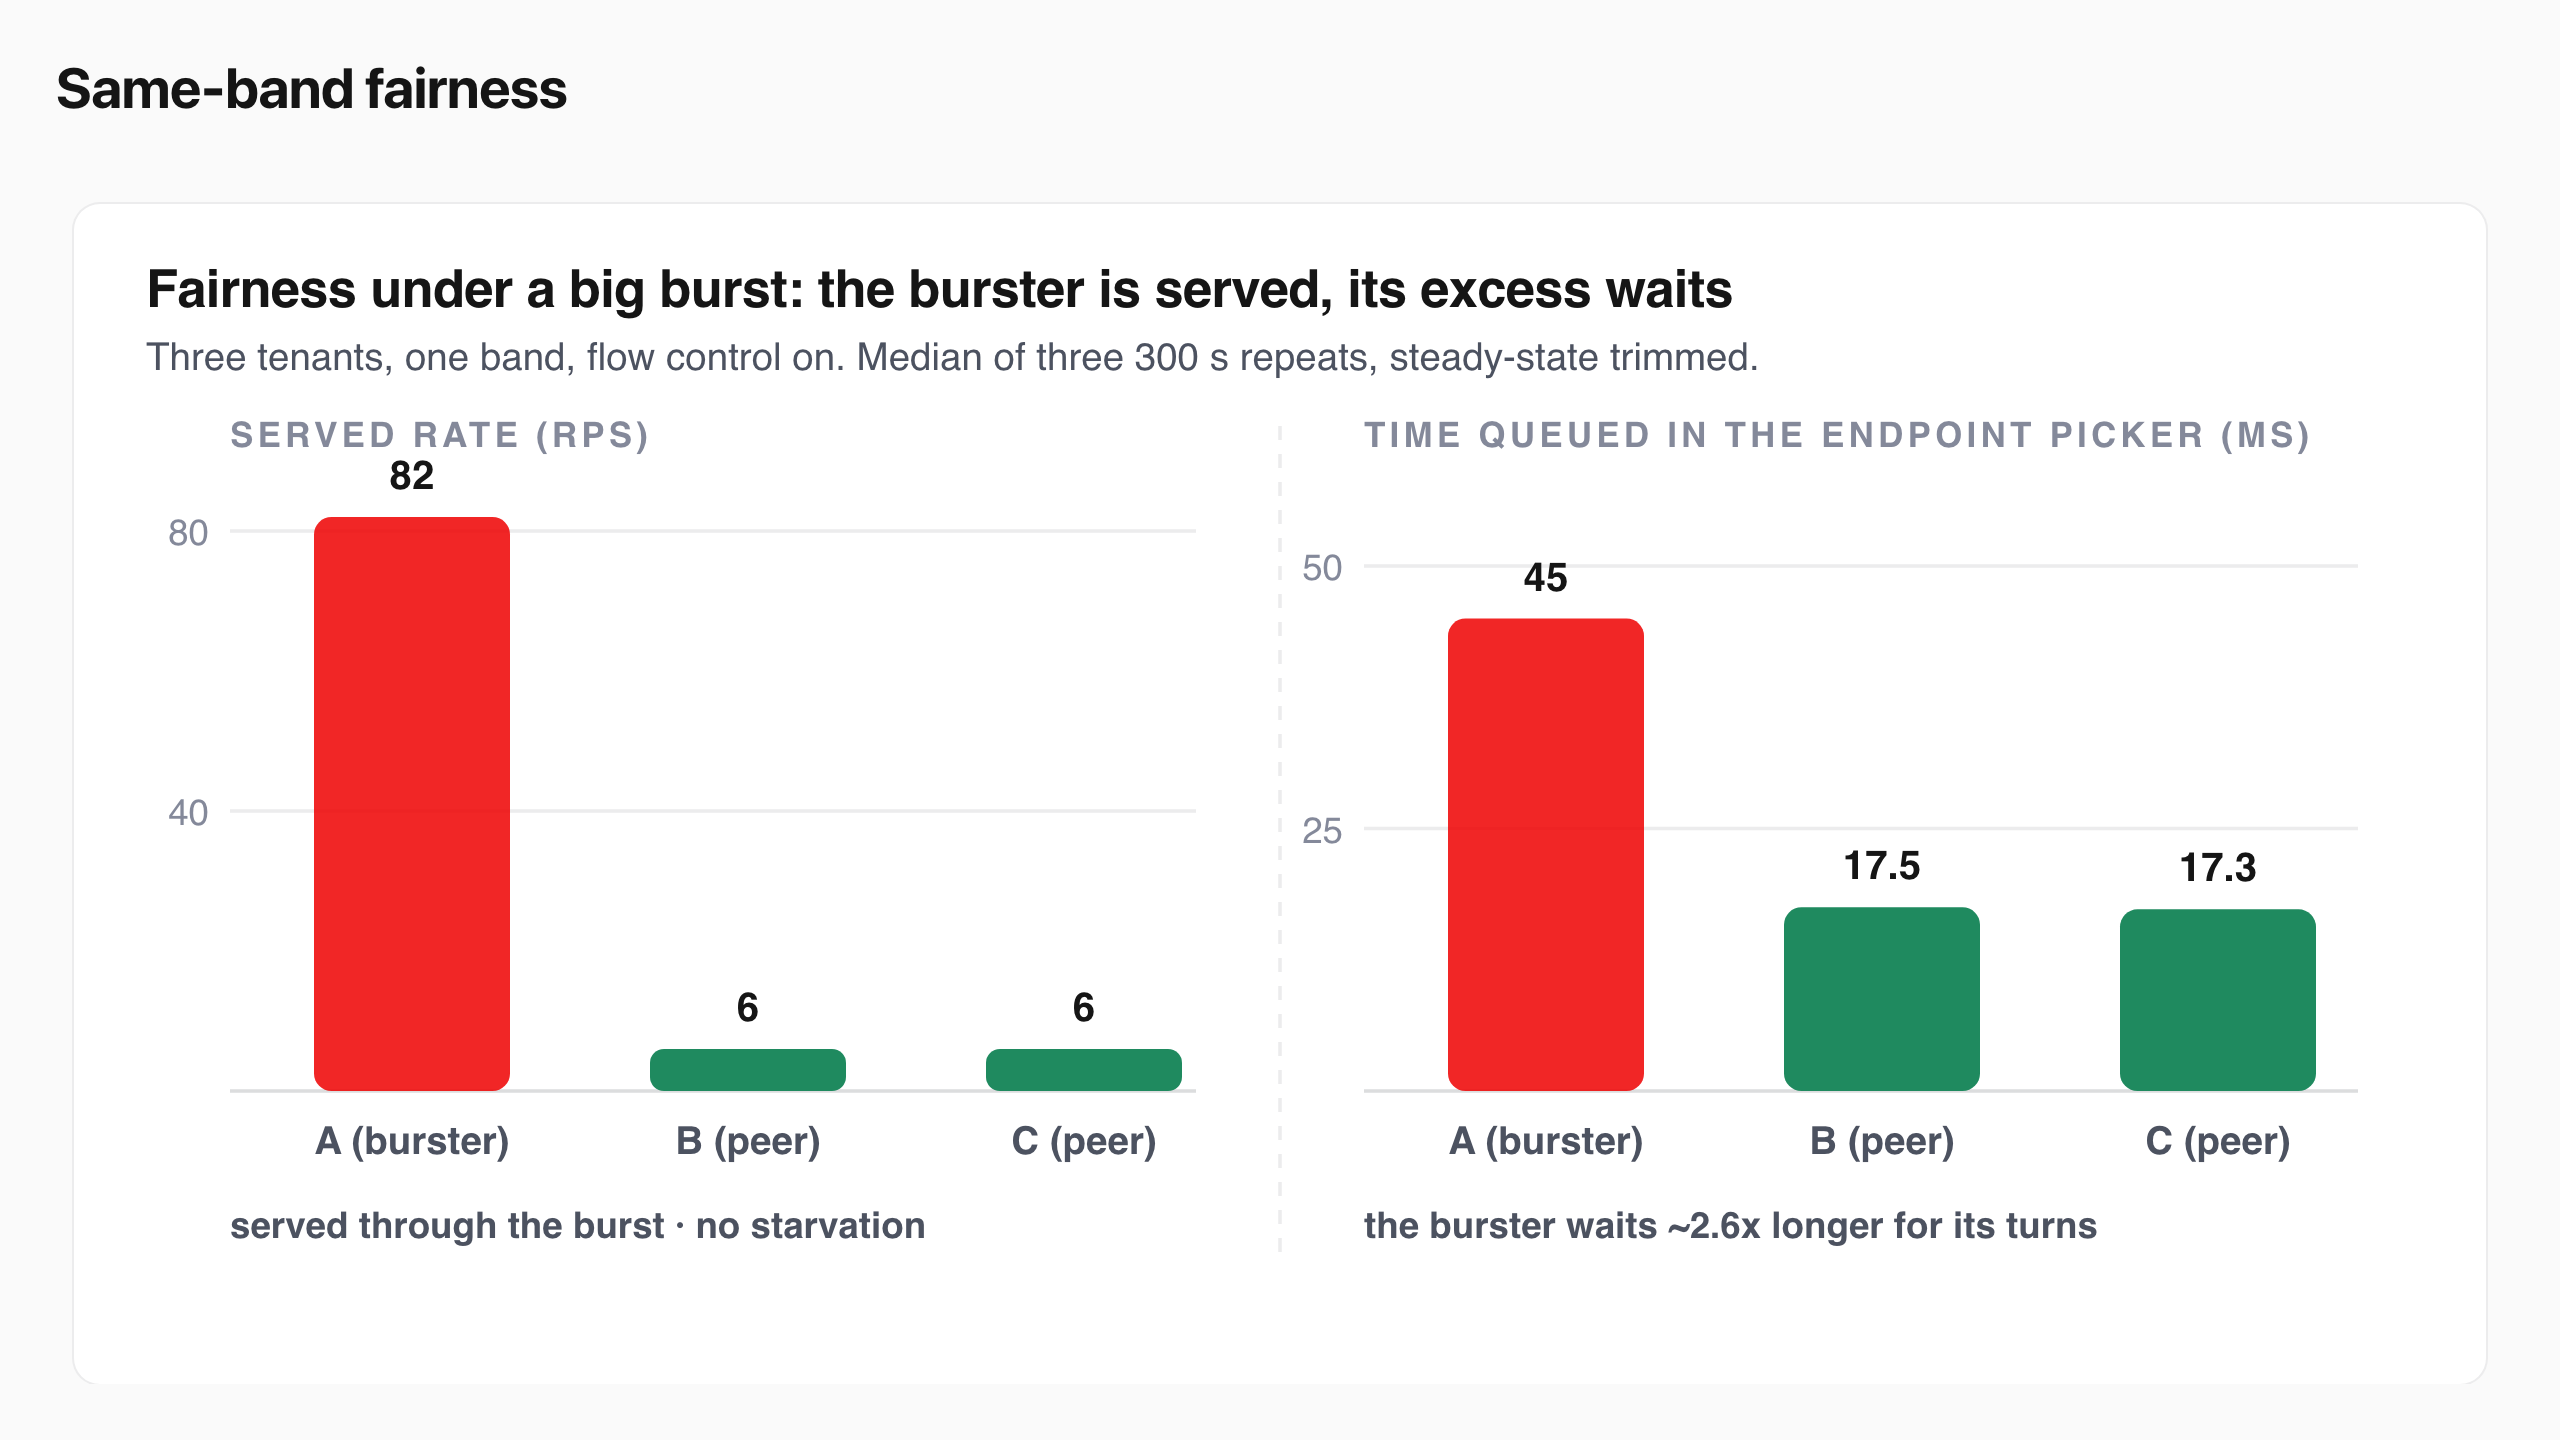 Same-band fairness
Fairness under a big burst: the burster is served, its excess waits
Three tenants, one band, flow control on. Median of three 300 s repeats, steady-state trimmed.
SERVED RATE (RPS)
82
80
40
6
6
A (burster)
B (peer)
C (peer)
served through the burst · no starvation
TIME QUEUED IN THE ENDPOINT PICKER (MS)
50
45
25
17.5
17.3
A (burster)
B (peer)
C (peer)
the burster waits ~2.6x longer for its turns